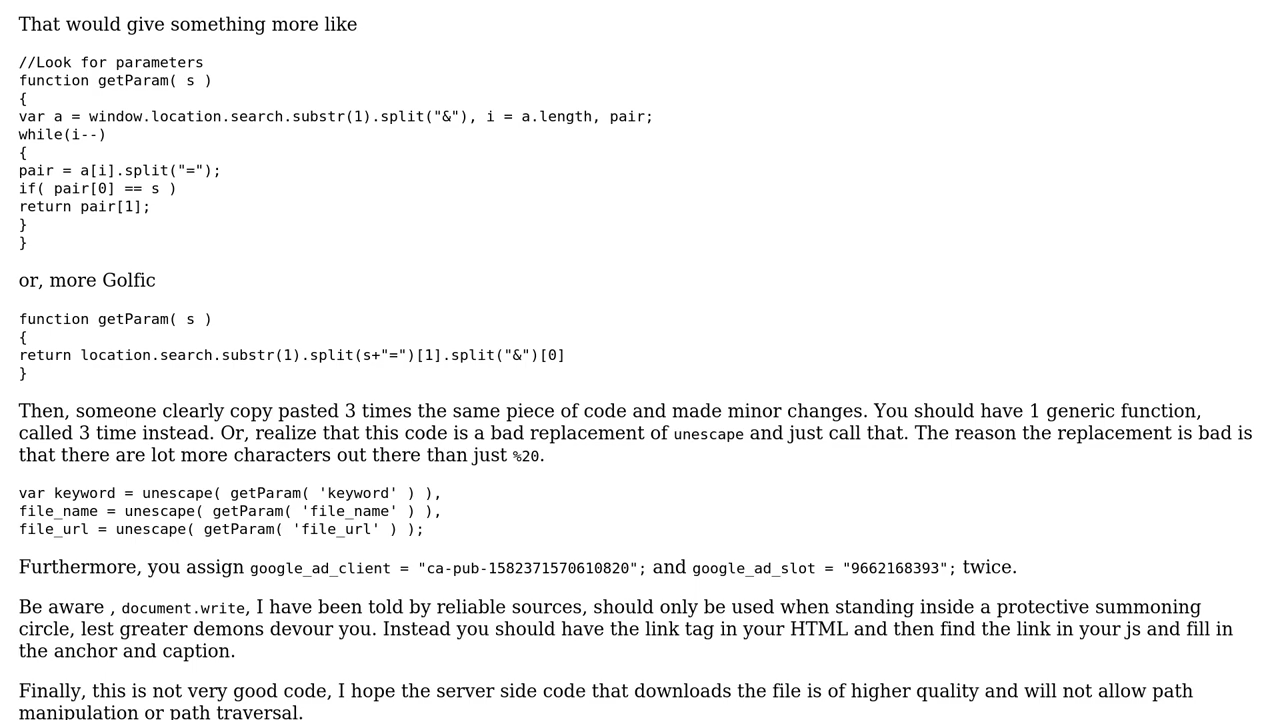 That would give something more like
//Look for parameters
function getParam( s )
{
var a = window.location.search.substr(1).split("&"), i = a.length, pair;
while(i--)
{
pair = a[i].split("=");
if( pair[0] == s )
return pair[1];
}
}
or, more Golfic
function getParam( s )
{
return location.search.substr(1).split(s+"=")[1].split("&")[0]
}
Then, someone clearly copy pasted 3 times the same piece of code and made minor changes. You should have 1 generic function,
called 3 time instead. Or, realize that this code is a bad replacement of unescape and just call that. The reason the replacement is bad is
that there are lot more characters out there than just %20.
var keyword = unescape( getParam( 'keyword' ) ),
file_name = unescape( getParam( 'file_name' ) ),
file_url = unescape( getParam( 'file_url' ) );
Furthermore, you assign google_ad_client = "ca-pub-1582371570610820"; and google_ad_slot = "9662168393"; twice.
Be aware , document.write, I have been told by reliable sources, should only be used when standing inside a protective summoning
circle, lest greater demons devour you. Instead you should have the link tag in your HTML and then find the link in your js and fill in
the anchor and caption.
Finally, this is not very good code, I hope the server side code that downloads the file is of higher quality and will not allow path
manipulation or path traversal.